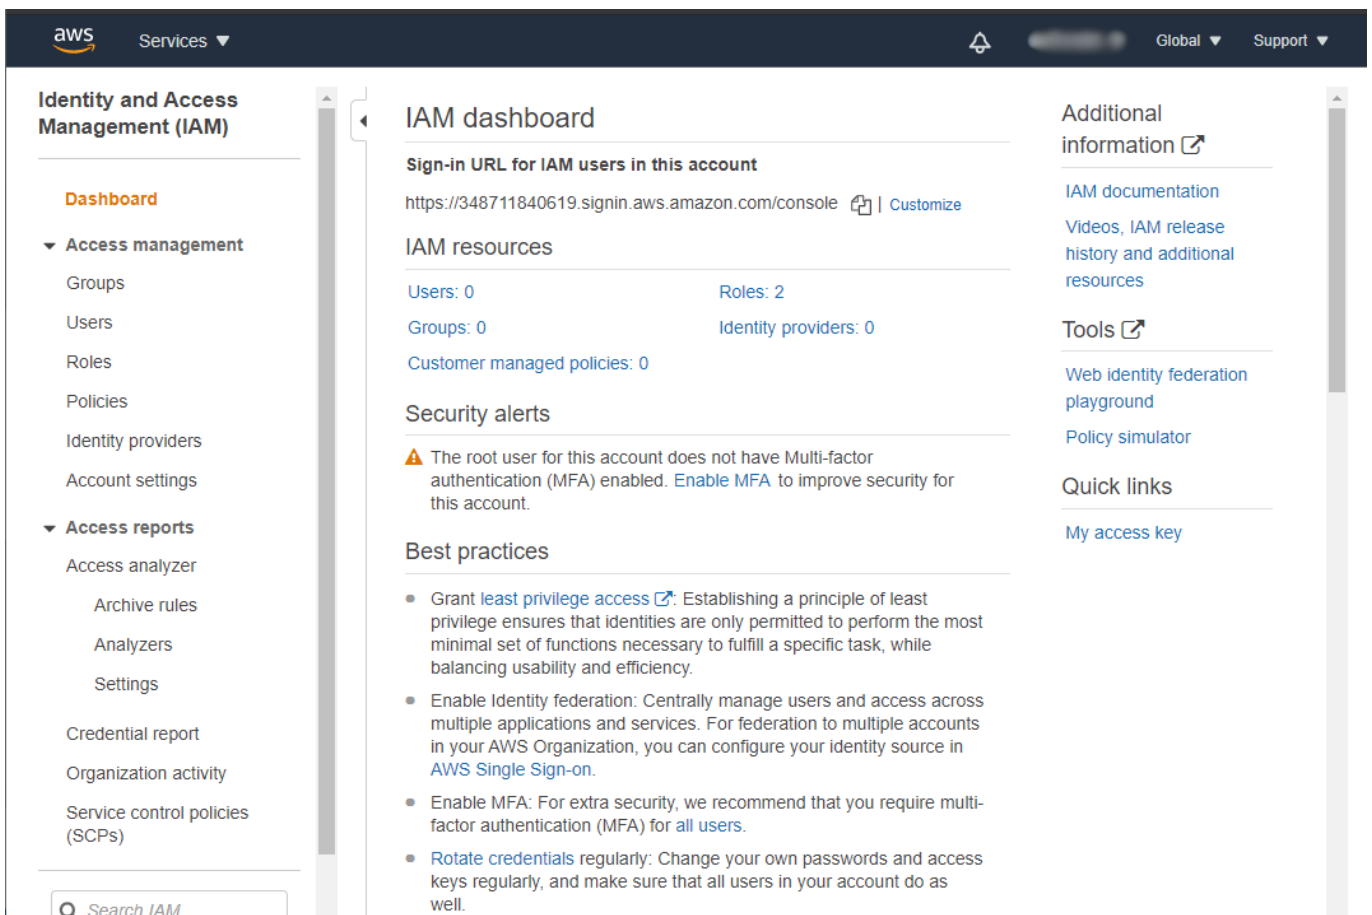 aws
Services ▼
Global ▼
Support ▼
Identity and Access
Management (IAM)
Dashboard
Access management
Groups
Users
Roles
Policies
Identity providers
Account settings
Access reports
Access analyzer
Archive rules
Analyzers
Settings
Credential report
Organization activity
Service control policies
(SCPs)
Search IAM
IAM dashboard
Sign-in URL for IAM users in this account
https://348711840619.signin.aws.amazon.com/console | Customize
IAM resources
Users: 0
Roles: 2
Groups: 0
Identity providers: 0
Customer managed policies: 0
Security alerts
The root user for this account does not have Multi-factor
authentication (MFA) enabled. Enable MFA to improve security for
this account.
Best practices
Grant least privilege access : Establishing a principle of least
privilege ensures that identities are only permitted to perform the most
minimal set of functions necessary to fulfill a specific task, while
balancing usability and efficiency.
Enable Identity federation: Centrally manage users and access across
multiple applications and services. For federation to multiple accounts
in your AWS Organization, you can configure your identity source in
AWS Single Sign-on.
Enable MFA: For extra security, we recommend that you require multi-
factor authentication (MFA) for all users.
Rotate credentials regularly: Change your own passwords and access
keys regularly, and make sure that all users in your account do as
well.
Additional
information
IAM documentation
Videos, IAM release
history and additional
resources
Tools
Web identity federation
playground
Policy simulator
Quick links
My access key